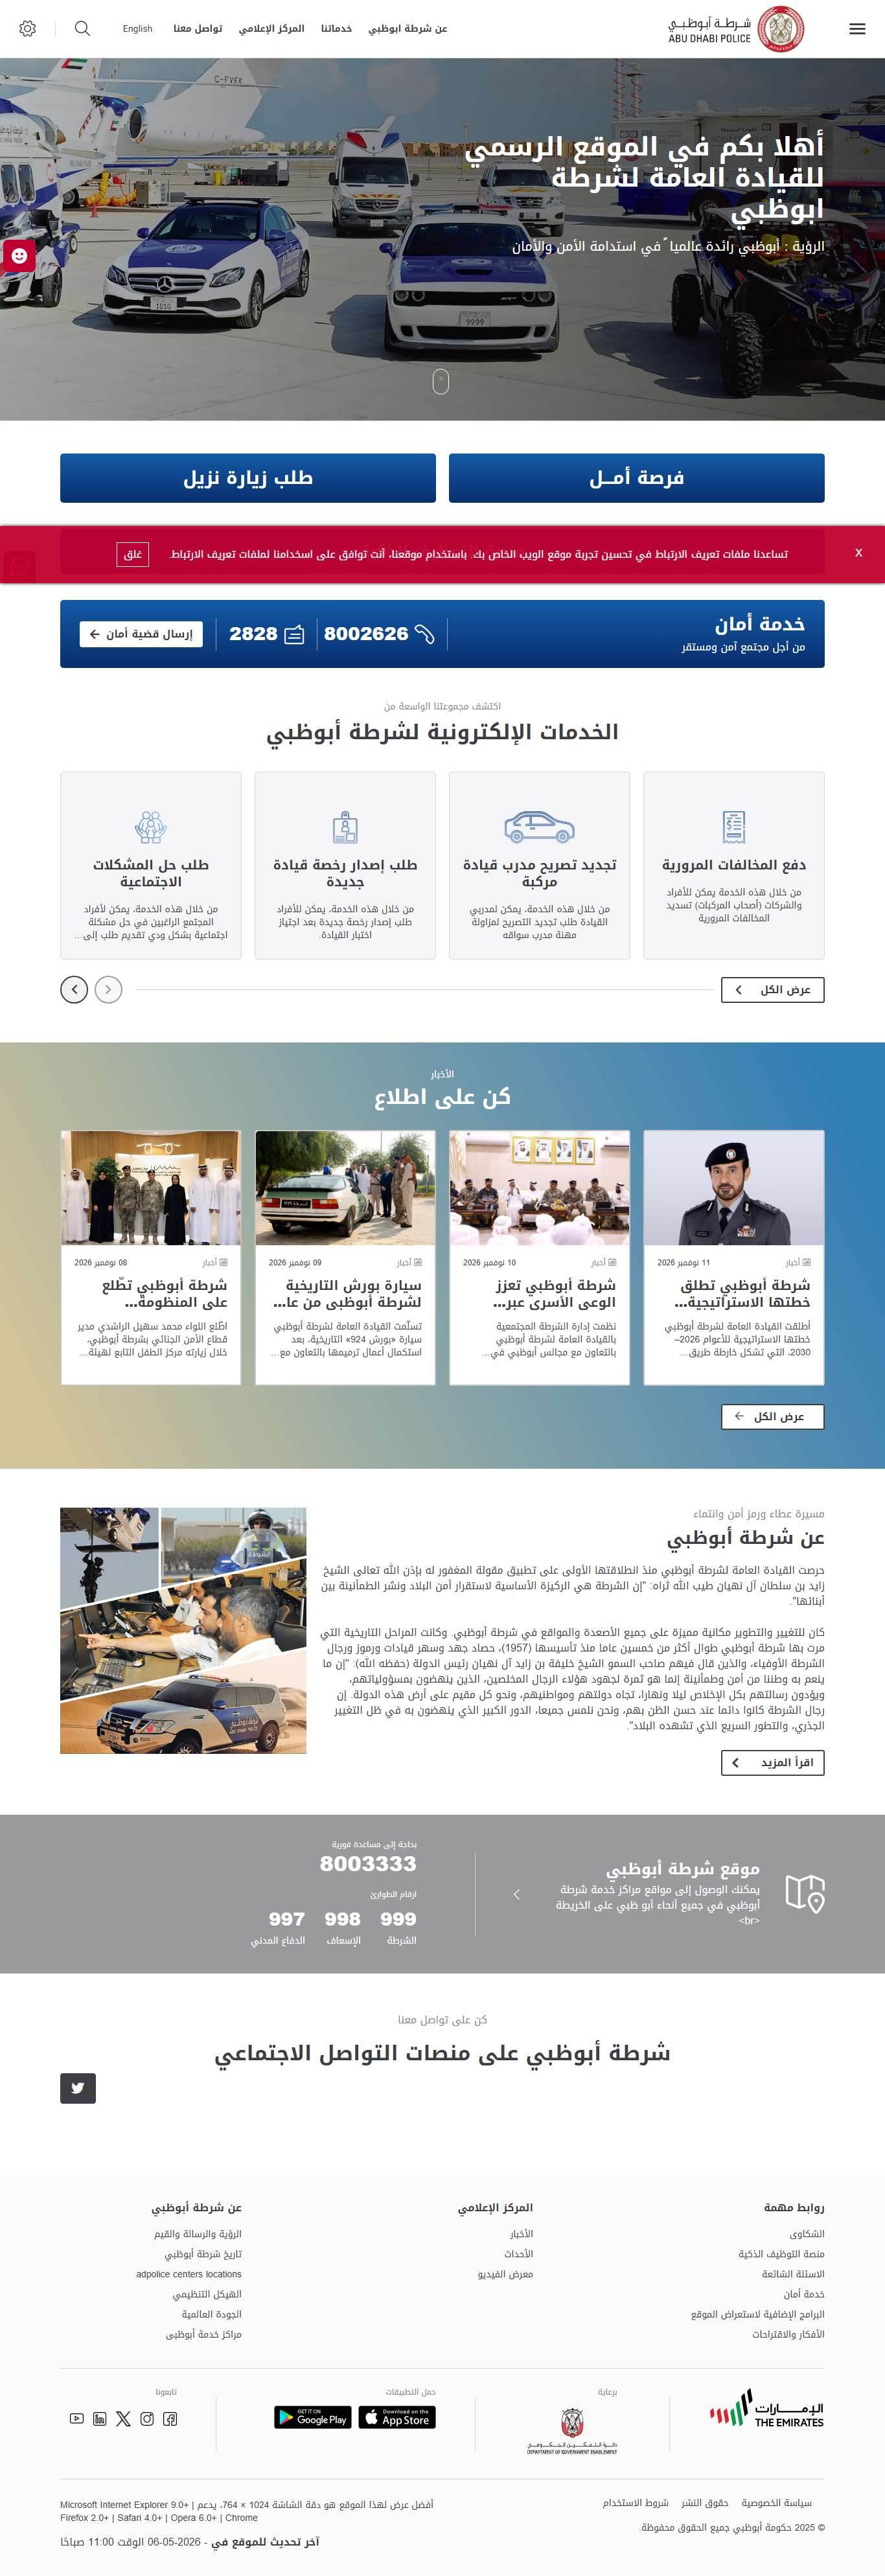 شرطة أبوظبي
ABU DHABI POLICE
عن شرطة ابوظبي
خدماتنا
المركز الإعلامي
تواصل معنا
English
أهلا بكم في الموقع الرسمي
للقيادة العامة لشرطة
ابوظبي
الرؤية : أبوظبي رائدة عالميا ً في استدامة الأمن والأمان
1010
9999
فرصة أمــل
طلب زيارة نزيل
X
تساعدنا ملفات تعريف الارتباط في تحسين تجربة موقع الويب الخاص بك. باستخدام موقعنا، أنت توافق على اسخدامنا لملفات تعريف الارتباط.
غلق
خدمة أمان
من أجل مجتمع آمن ومستقر
8002626
2828
إرسال قضية أمان
اكتشف مجموعتنا الواسعة من
الخدمات الإلكترونية لشرطة أبوظبي
دفع المخالفات المرورية
من خلال هذه الخدمة يمكن للأفراد
والشركات (أصحاب المركبات) تسديد
المخالفات المرورية
تجديد تصريح مدرب قيادة
مركبة
من خلال هذه الخدمة، يمكن لمدربي
القيادة طلب تجديد التصريح لمزاولة
مهنة مدرب سواقه
طلب إصدار رخصة قيادة
جديدة
من خلال هذه الخدمة، يمكن للأفراد
طلب إصدار رخصة جديدة بعد اجتياز
اختبار القيادة.
طلب حل المشكلات
الاجتماعية
من خلال هذه الخدمة، يمكن لأفراد
المجتمع الراغبين في حل مشكلة
اجتماعية بشكل ودي تقديم طلب إلى...
عرض الكل
الأخبار
كن على اطلاع
أخبار
11 نوفمبر 2026
شرطة أبوظبي تطلق
خطتها الاستراتيجية...
أطلقت القيادة العامة لشرطة أبوظبي
خطتها الاستراتيجية للأعوام 2026–
2030، التي تشكل خارطة طريق...
أخبار
10 نوفمبر 2026
شرطة أبوظبي تعزز
الوعي الأسري عبر...
نظمت إدارة الشرطة المجتمعية
بالقيادة العامة لشرطة أبوظبي
بالتعاون مع مجالس أبوظبي في...
أخبار
09 نوفمبر 2026
سيارة بورش التاريخية
لشرطة أبوظبي من عا...
تسلّمت القيادة العامة لشرطة أبوظبي
سيارة «بورش 924» التاريخية، بعد
استكمال أعمال ترميمها بالتعاون مع...
أخبار
08 نوفمبر 2026
شرطة أبوظبي تطّلع
على المنظومة...
اطّلع اللواء محمد سهيل الراشدي مدير
قطاع الأمن الجنائي بشرطة أبوظبي،
خلال زيارته مركز الطفل التابع لهيئة...
عرض الكل
مسيرة عطاء ورمز أمن وانتماء
عن شرطة أبوظبي
حرصت القيادة العامة لشرطة أبوظبي منذ انطلاقتها الأولى على تطبيق مقولة المغفور له بإذن الله تعالى الشيخ
زايد بن سلطان آل نهيان طيب الله ثراه: "إن الشرطة هي الركيزة الأساسية لاستقرار أمن البلاد ونشر الطمأنينة بين
أبنائها".
كان للتغيير والتطوير مكانية مميزة على جميع الأصعدة والمواقع في شرطة أبوظبي. وكانت المراحل التاريخية التي
مرت بها شرطة أبوظبي طوال أكثر من خمسين عاما منذ تأسيسها (1957)، حصاد جهد وسهر قيادات ورموز ورجال
الشرطة الأوفياء، والذين قال فيهم صاحب السمو الشيخ خليفة بن زايد آل نهيان رئيس الدولة (حفظه الله): "إن ما
ينعم به وطننا من أمن وطمأنينة إنما هو ثمرة لجهود هؤلاء الرجال المخلصين، الذين ينهضون بمسؤولياتهم،
ويؤدون رسالتهم بكل الإخلاص ليلا ونهارا، تجاه دولتهم ومواطنيهم، ونحو كل مقيم على أرض هذه الدولة. إن
رجال الشرطة كانوا دائما عند حسن الظن بهم، ونحن نلمس جميعا، الدور الكبير الذي ينهضون به في ظل التغيير
الجذري، والتطور السريع الذي تشهده البلاد".
اقرأ المزيد
موقع شرطة أبوظبي
يمكنك الوصول إلى مواقع مراكز خدمة شرطة
أبوظبي في جميع أنحاء أبو ظبي على الخريطة
<br>
بحاجة إلى مساعدة فورية
8003333
ارقام الطوارئ
999
998
997
الشرطة
الإسعاف
الدفاع المدني
كن على تواصل معنا
شرطة أبوظبي على منصات التواصل الاجتماعي
روابط مهمة
الشكاوى
منصة التوظيف الذكية
الاسئلة الشائعة
خدمة أمان
البرامج الإضافية لاستعراض الموقع
الأفكار والاقتراحات
المركز الإعلامي
الأخبار
الأحداث
معرض الفيديو
عن شرطة أبوظبي
الرؤية والرسالة والقيم
تاريخ شرطة أبوظبي
adpolice centers locations
الهيكل التنظيمي
الجودة العالمية
مراكز خدمة أبوظبى
الإمارات
THE EMIRATES
برعاية
دائرة التمكين الحكومي
DEPARTMENT OF GOVERNMENT ENABLEMENT
حمل التطبيقات
Download on the
App Store
GET IT ON
Google Play
تابعونا
سياسة الخصوصية
حقوق النشر
شروط الاستخدام
© 2025 حكومة أبوظبي جميع الحقوق محفوظة.
أفضل عرض لهذا الموقع هو دقة الشاشة 1024 × 764، يدعم | Microsoft Internet Explorer 9.0+
Firefox 2.0+ | Safari 4.0+ | Opera 6.0+ | Chrome
آخر تحديث للموقع في - 2026-05-06 الوقت 11:00 صباحًا